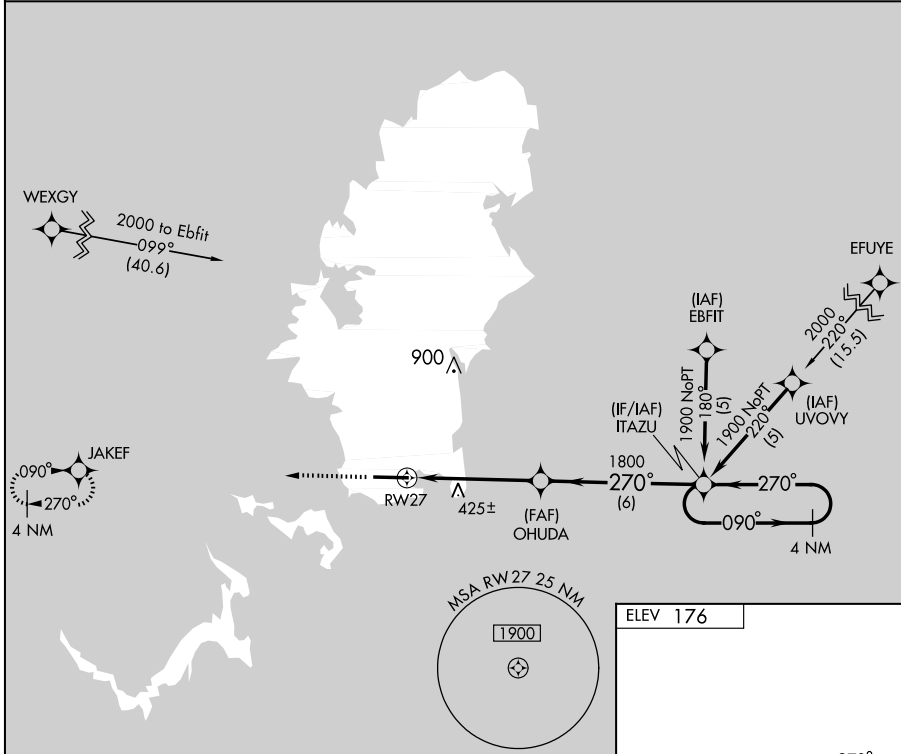 WEXGY
2000 to Ebfit
099°
(40.6)
EFUYE
2000
220°
(15.5)
(IAF)
EBFIT
1900 NoPT
180°
(5)
1900 NoPT
220°
(5)
(IAF)
UVOVY
(IF/IAF)
ITAZU
900
JAKEF
090°
270°
4 NM
RW27
425±
(FAF)
OHUDA
1800
270°
(6)
270°
090°
4 NM
MSA RW 27 25 NM
1900
ELEV 176